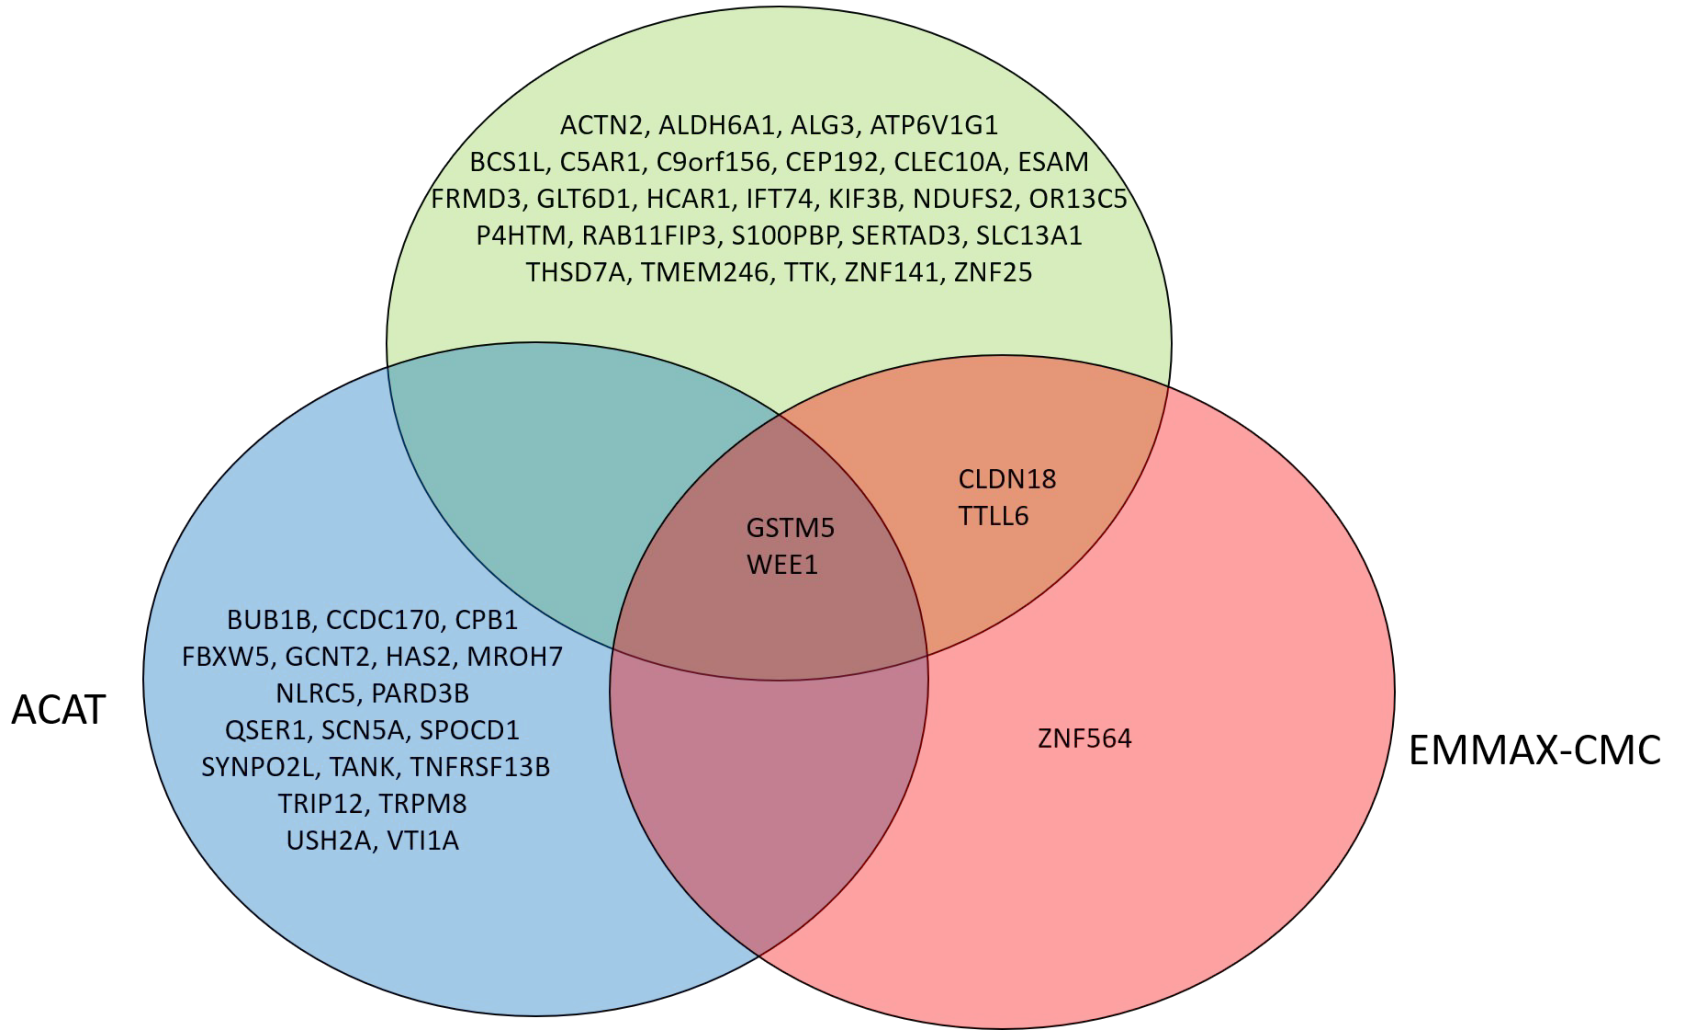 ACTN2, ALDH6A1, ALG3, ATP6V1G1
BCS1L, C5AR1, C9orf156, CEP192, CLEC10A, ESAM
FRMD3, GLT6D1, HCAR1, IFT74, KIF3B, NDUFS2, OR13C5
P4HTM, RAB11FIP3, S100PBP, SERTAD3, SLC13A1
THSD7A, TMEM246, TTK, ZNF141, ZNF25
CLDN18
TTLL6
GSTM5
WEE1
BUB1B, CCDC170, CPB1
FBXW5, GCNT2, HAS2, MROH7
NLRC5, PARD3B
QSER1, SCN5A, SPOCD1
SYNPO2L, TANK, TNFRSF13B
TRIP12, TRPM8
USH2A, VTI1A
ACAT
ZNF564
EMMAX-CMC